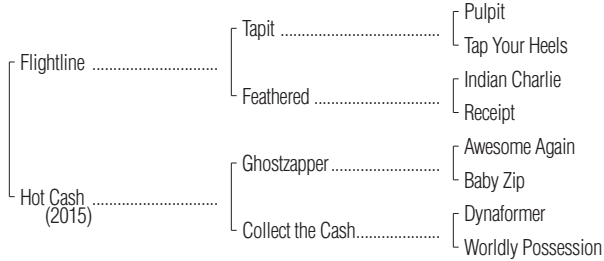 Pulpit
Tapit ..............................
Tap Your Heels
Flightline .............................
Indian Charlie
Feathered .............................
Receipt
Awesome Again
Ghostzapper.........................
Baby Zip
Hot Cash .............................
(2015)
Dynaformer
Collect the Cash...................
Worldly Possession